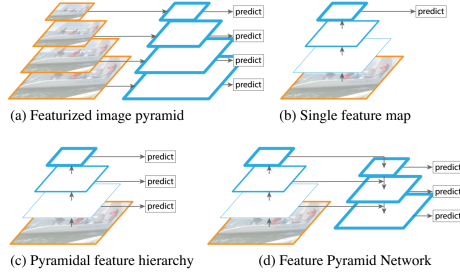 predict
predict
predict
predict
predict
(a) Featurized image pyramid
(b) Single feature map
predict
predict
predict
predict
predict
predict
(c) Pyramidal feature hierarchy
(d) Feature Pyramid Network